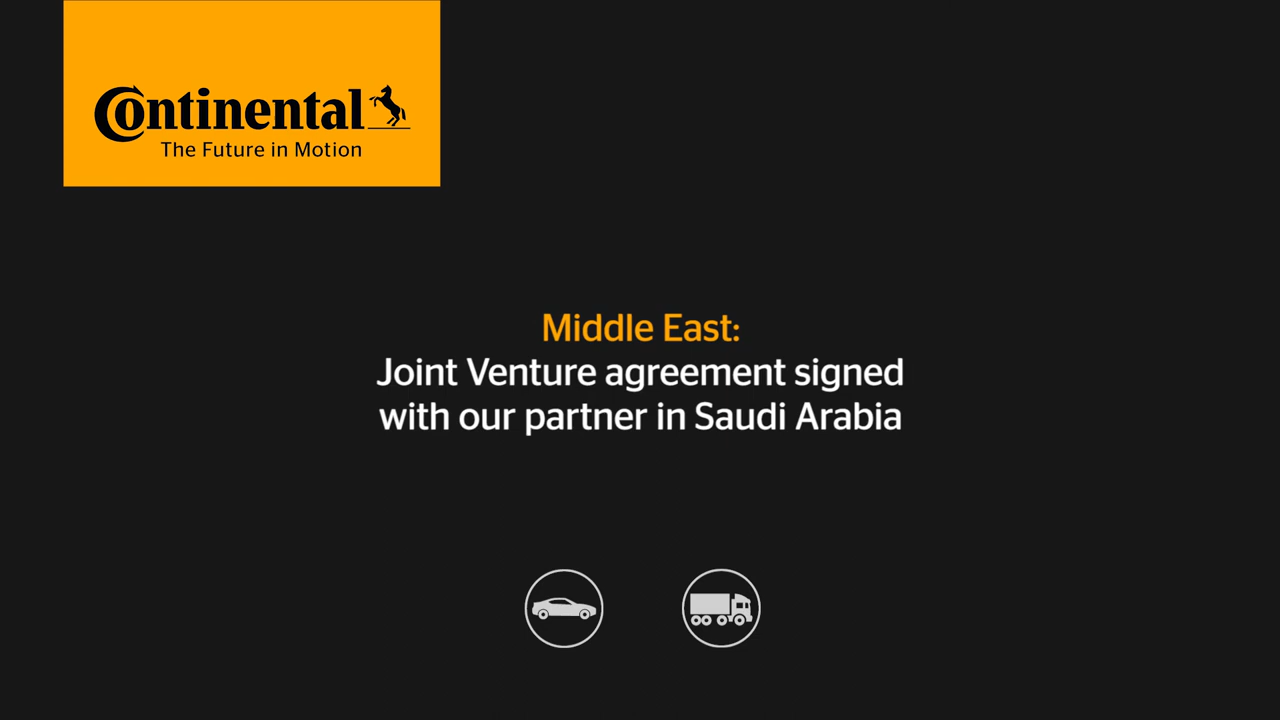 Continental
The Future in Motion
Middle East:
Joint Venture agreement signed
with our partner in Saudi Arabia